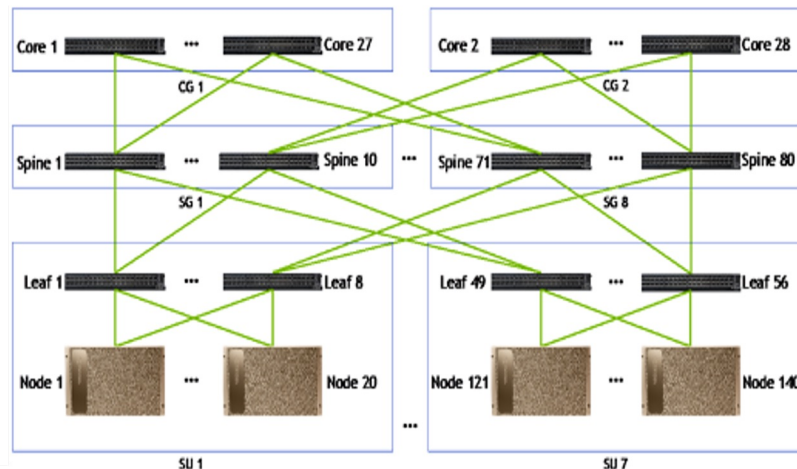 Core 1 ... Core 27 Core 2 ... Core 28
CG 1 CG 2
Spine 1 ... Spine 10 ... Spine 71 ... Spine 80
SG 1 SG 8
Leaf 1 ... Leaf 8 Leaf 49 ... Leaf 56
Node 1 ... Node 20 Node 121 ... Node 140
...
SU 1 SU 7